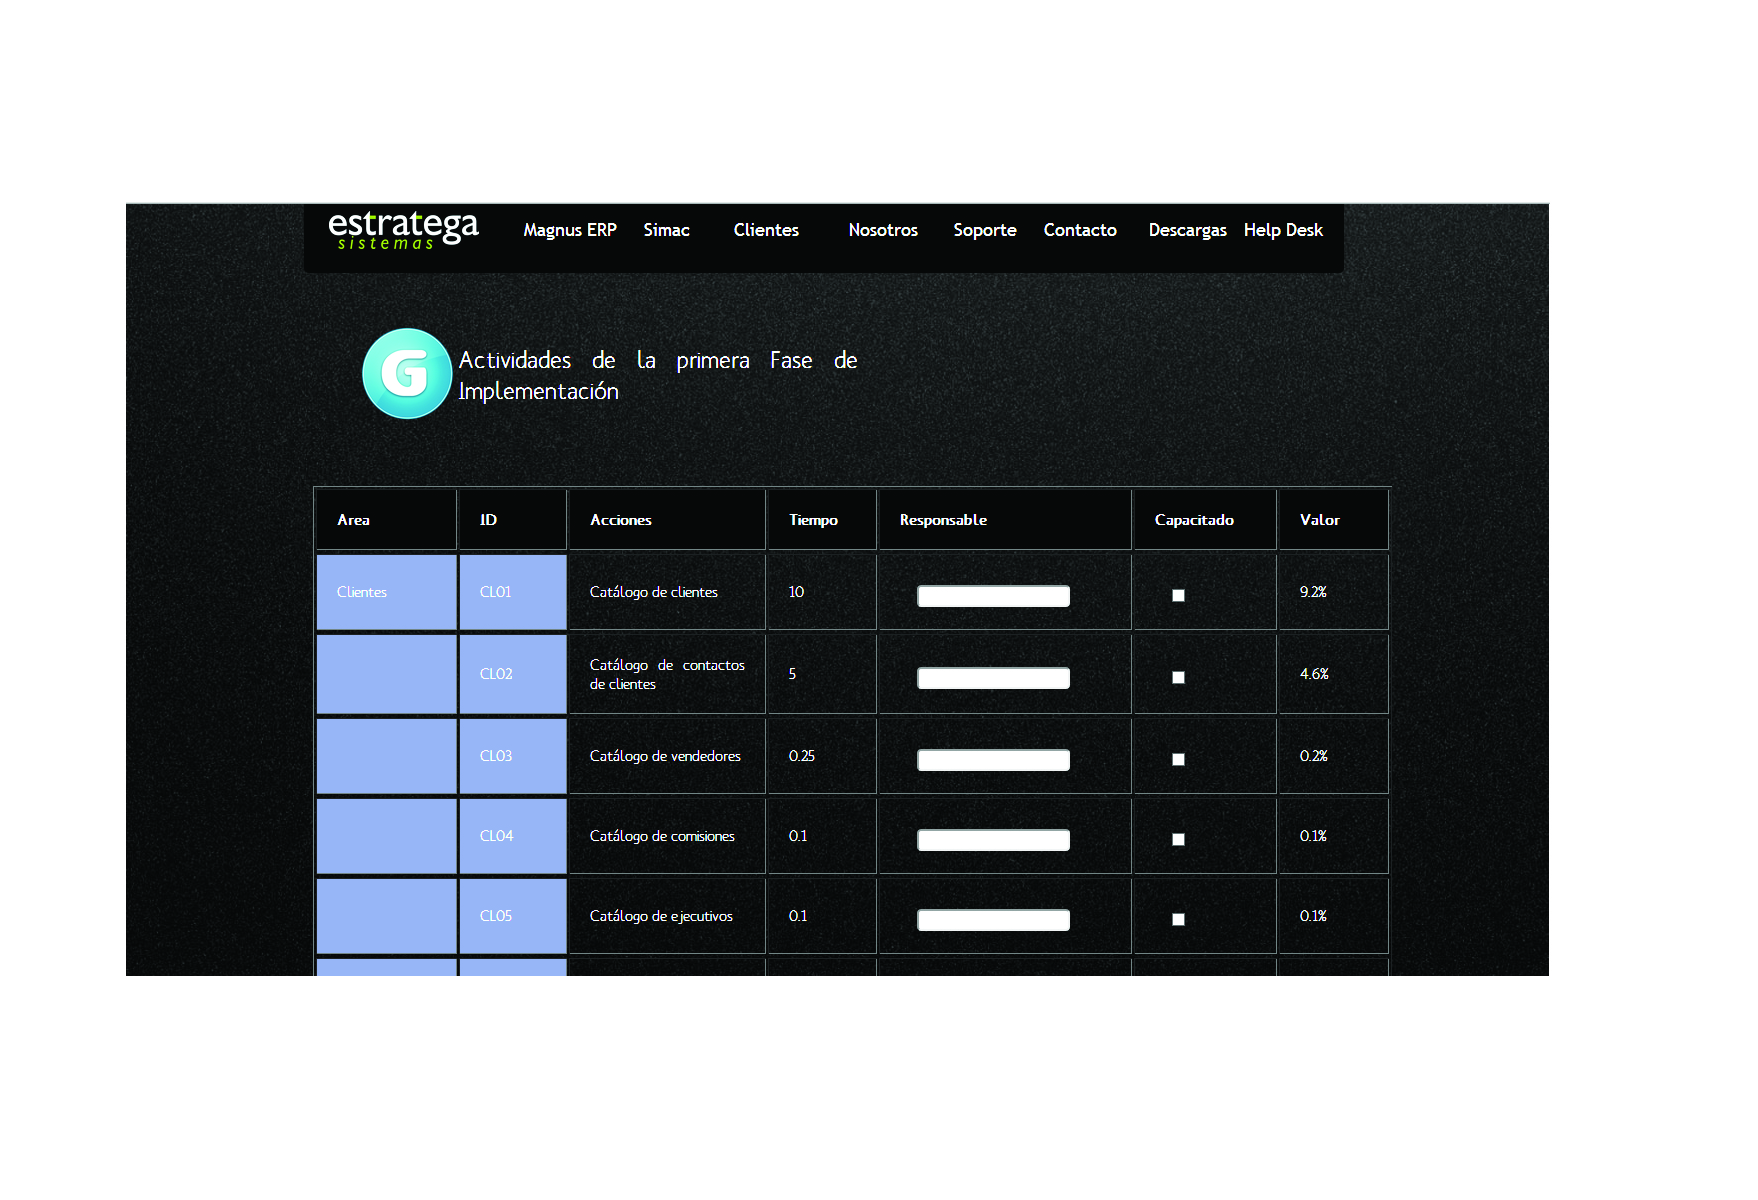 estratega
sistemas
Magnus ERP Simac Clientes Nosotros Soporte Contacto Descargas Help Desk
G
Actividades de la primera Fase de
Implementación
Area ID Acciones Tiempo Responsable Capacitado Valor
Clientes CL01 Catálogo de clientes 10 9.2%
CL02 Catálogo de contactos
de clientes 5 4.6%
CL03 Catálogo de vendedores 0.25 0.2%
CL04 Catálogo de comisiones 0.1 0.1%
CL05 Catálogo de ejecutivos 0.1 0.1%